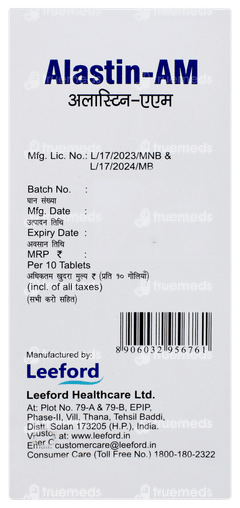 Alastin-AM
अलास्टिन-एएम
Mfg. Lic. No.: L/17/2023/MNB &
L/17/2024/MB
Batch No. :
घान संख्या
Mfg. Date :
उत्पादन तिथि
Expiry Date :
अवसान तिथि
MRP ₹ :
Per 10 Tablets
अधिकतम खुदरा मूल्य ₹ (प्रति १० गोलियाँ)
(incl. of all taxes)
(सभी करों सहित)
8 906032 956761
Manufactured by:
Leeford
Leeford Healthcare Ltd.
At: Plot No. 79-A & 79-B, EPIP,
Phase-II, Vill. Thana, Tehsil Baddi,
Distt. Solan 173205 (H.P.), India.
at: www.leeford.in
customercare@leeford.in
Consumer Care (Toll Free No.) 1800-180-2322
truemeds